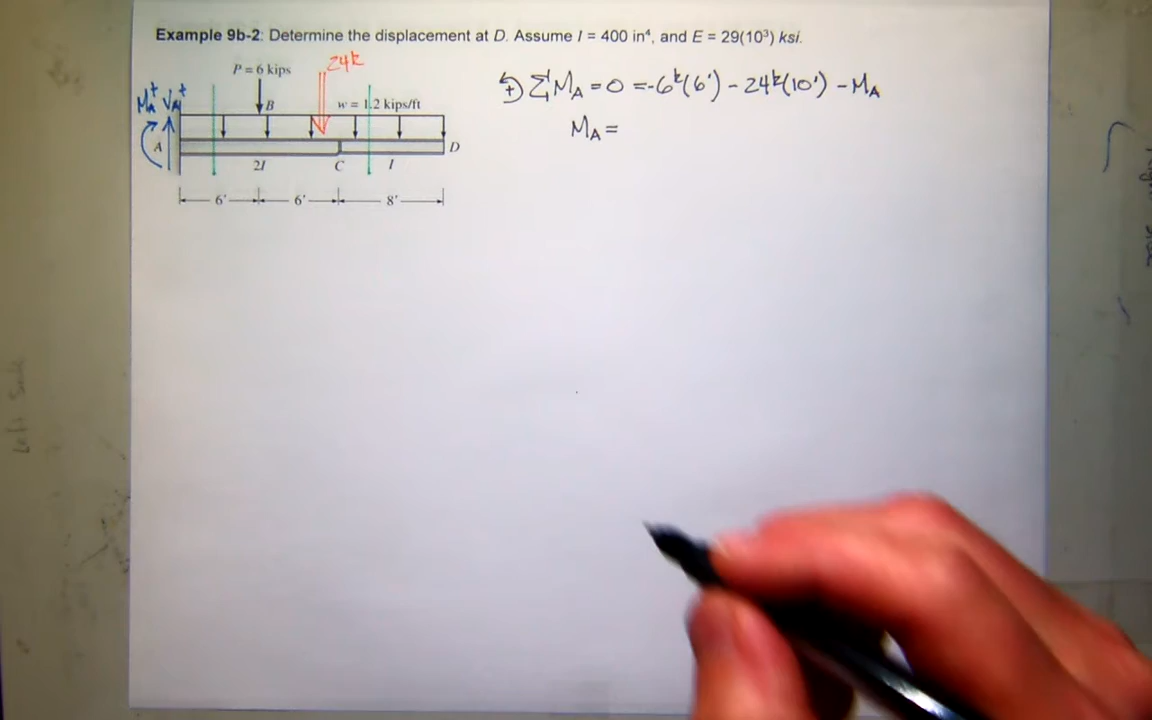 Example 9b-2: Determine the displacement at D. Assume I = 400 in⁴, and E = 29(10³) ksi.
24k
P = 6 kips
MA+ VA+
B
w = 1.2 kips/ft
A
D
2I
C
I
6'
6'
8'
+ΣMA = 0 = -6k(6') - 24k(10') - MA
MA =